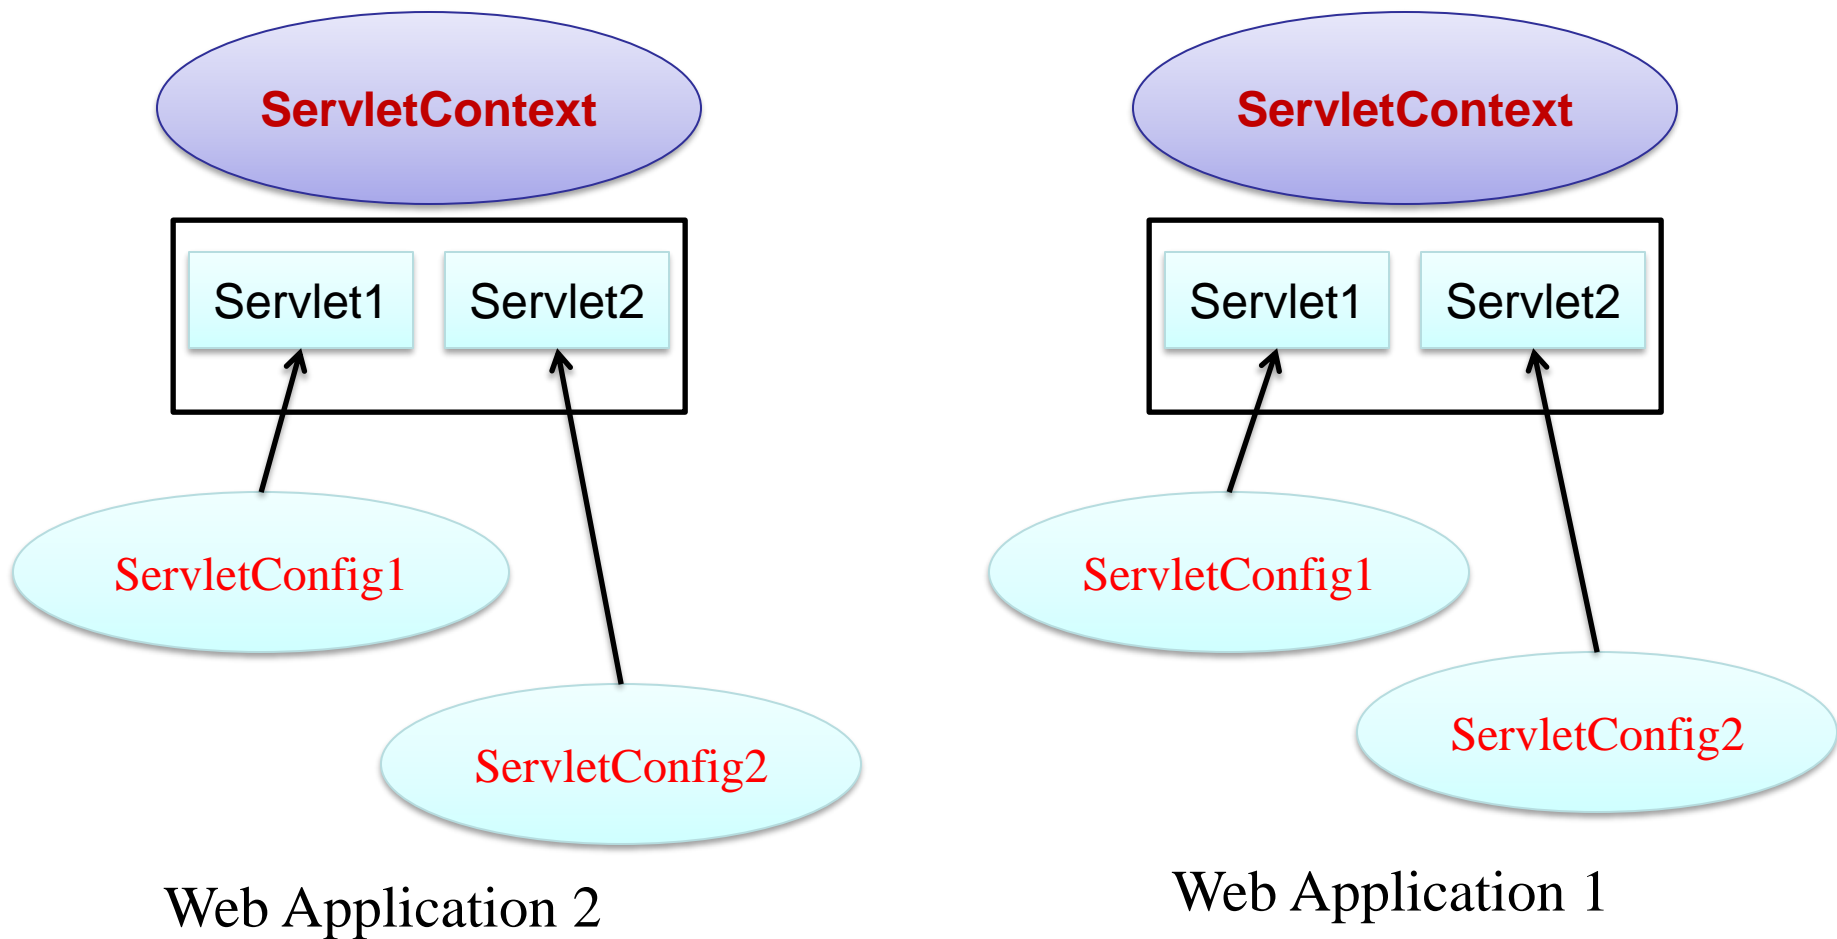 ServletContext
Servlet1
Servlet2
ServletConfig1
ServletConfig2
Web Application 2
ServletContext
Servlet1
Servlet2
ServletConfig1
ServletConfig2
Web Application 1